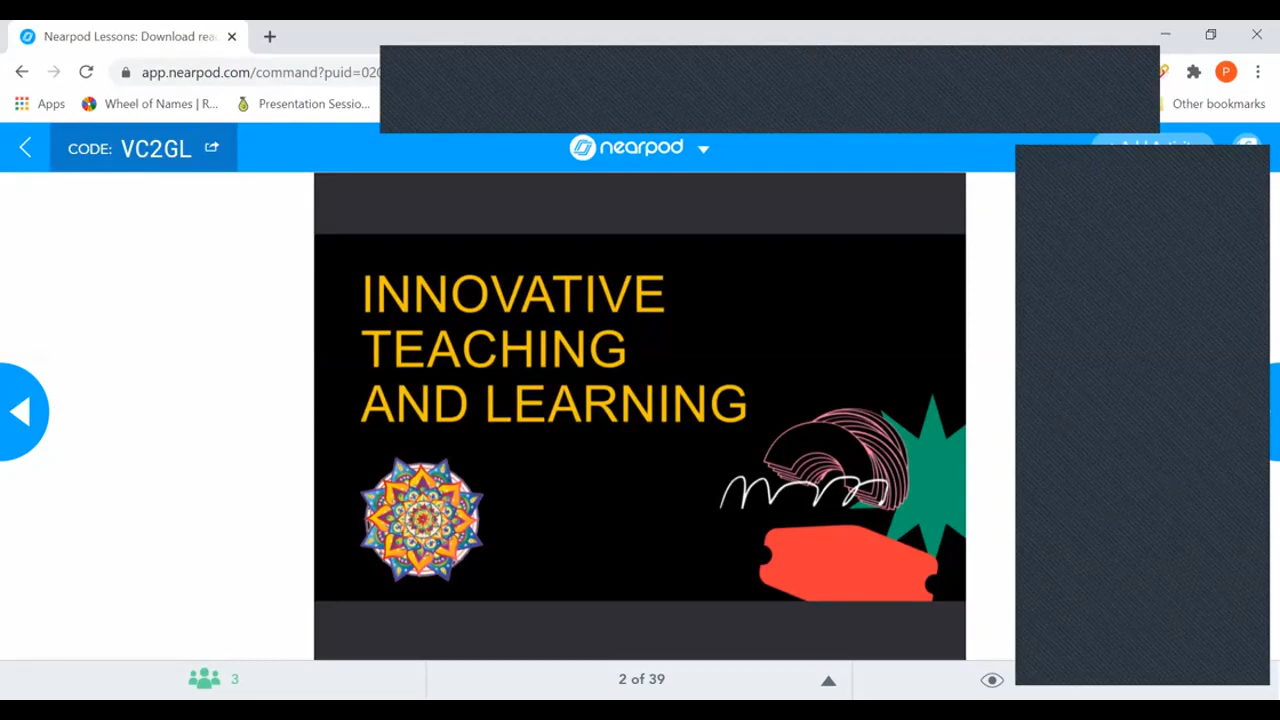 Nearpod Lessons: Download rea
app.nearpod.com/command?puid=020
P
Apps
Wheel of Names | R...
Presentation Sessio...
Other bookmarks
CODE: VC2GL
nearpod
INNOVATIVE
TEACHING
AND LEARNING
3
2 of 39